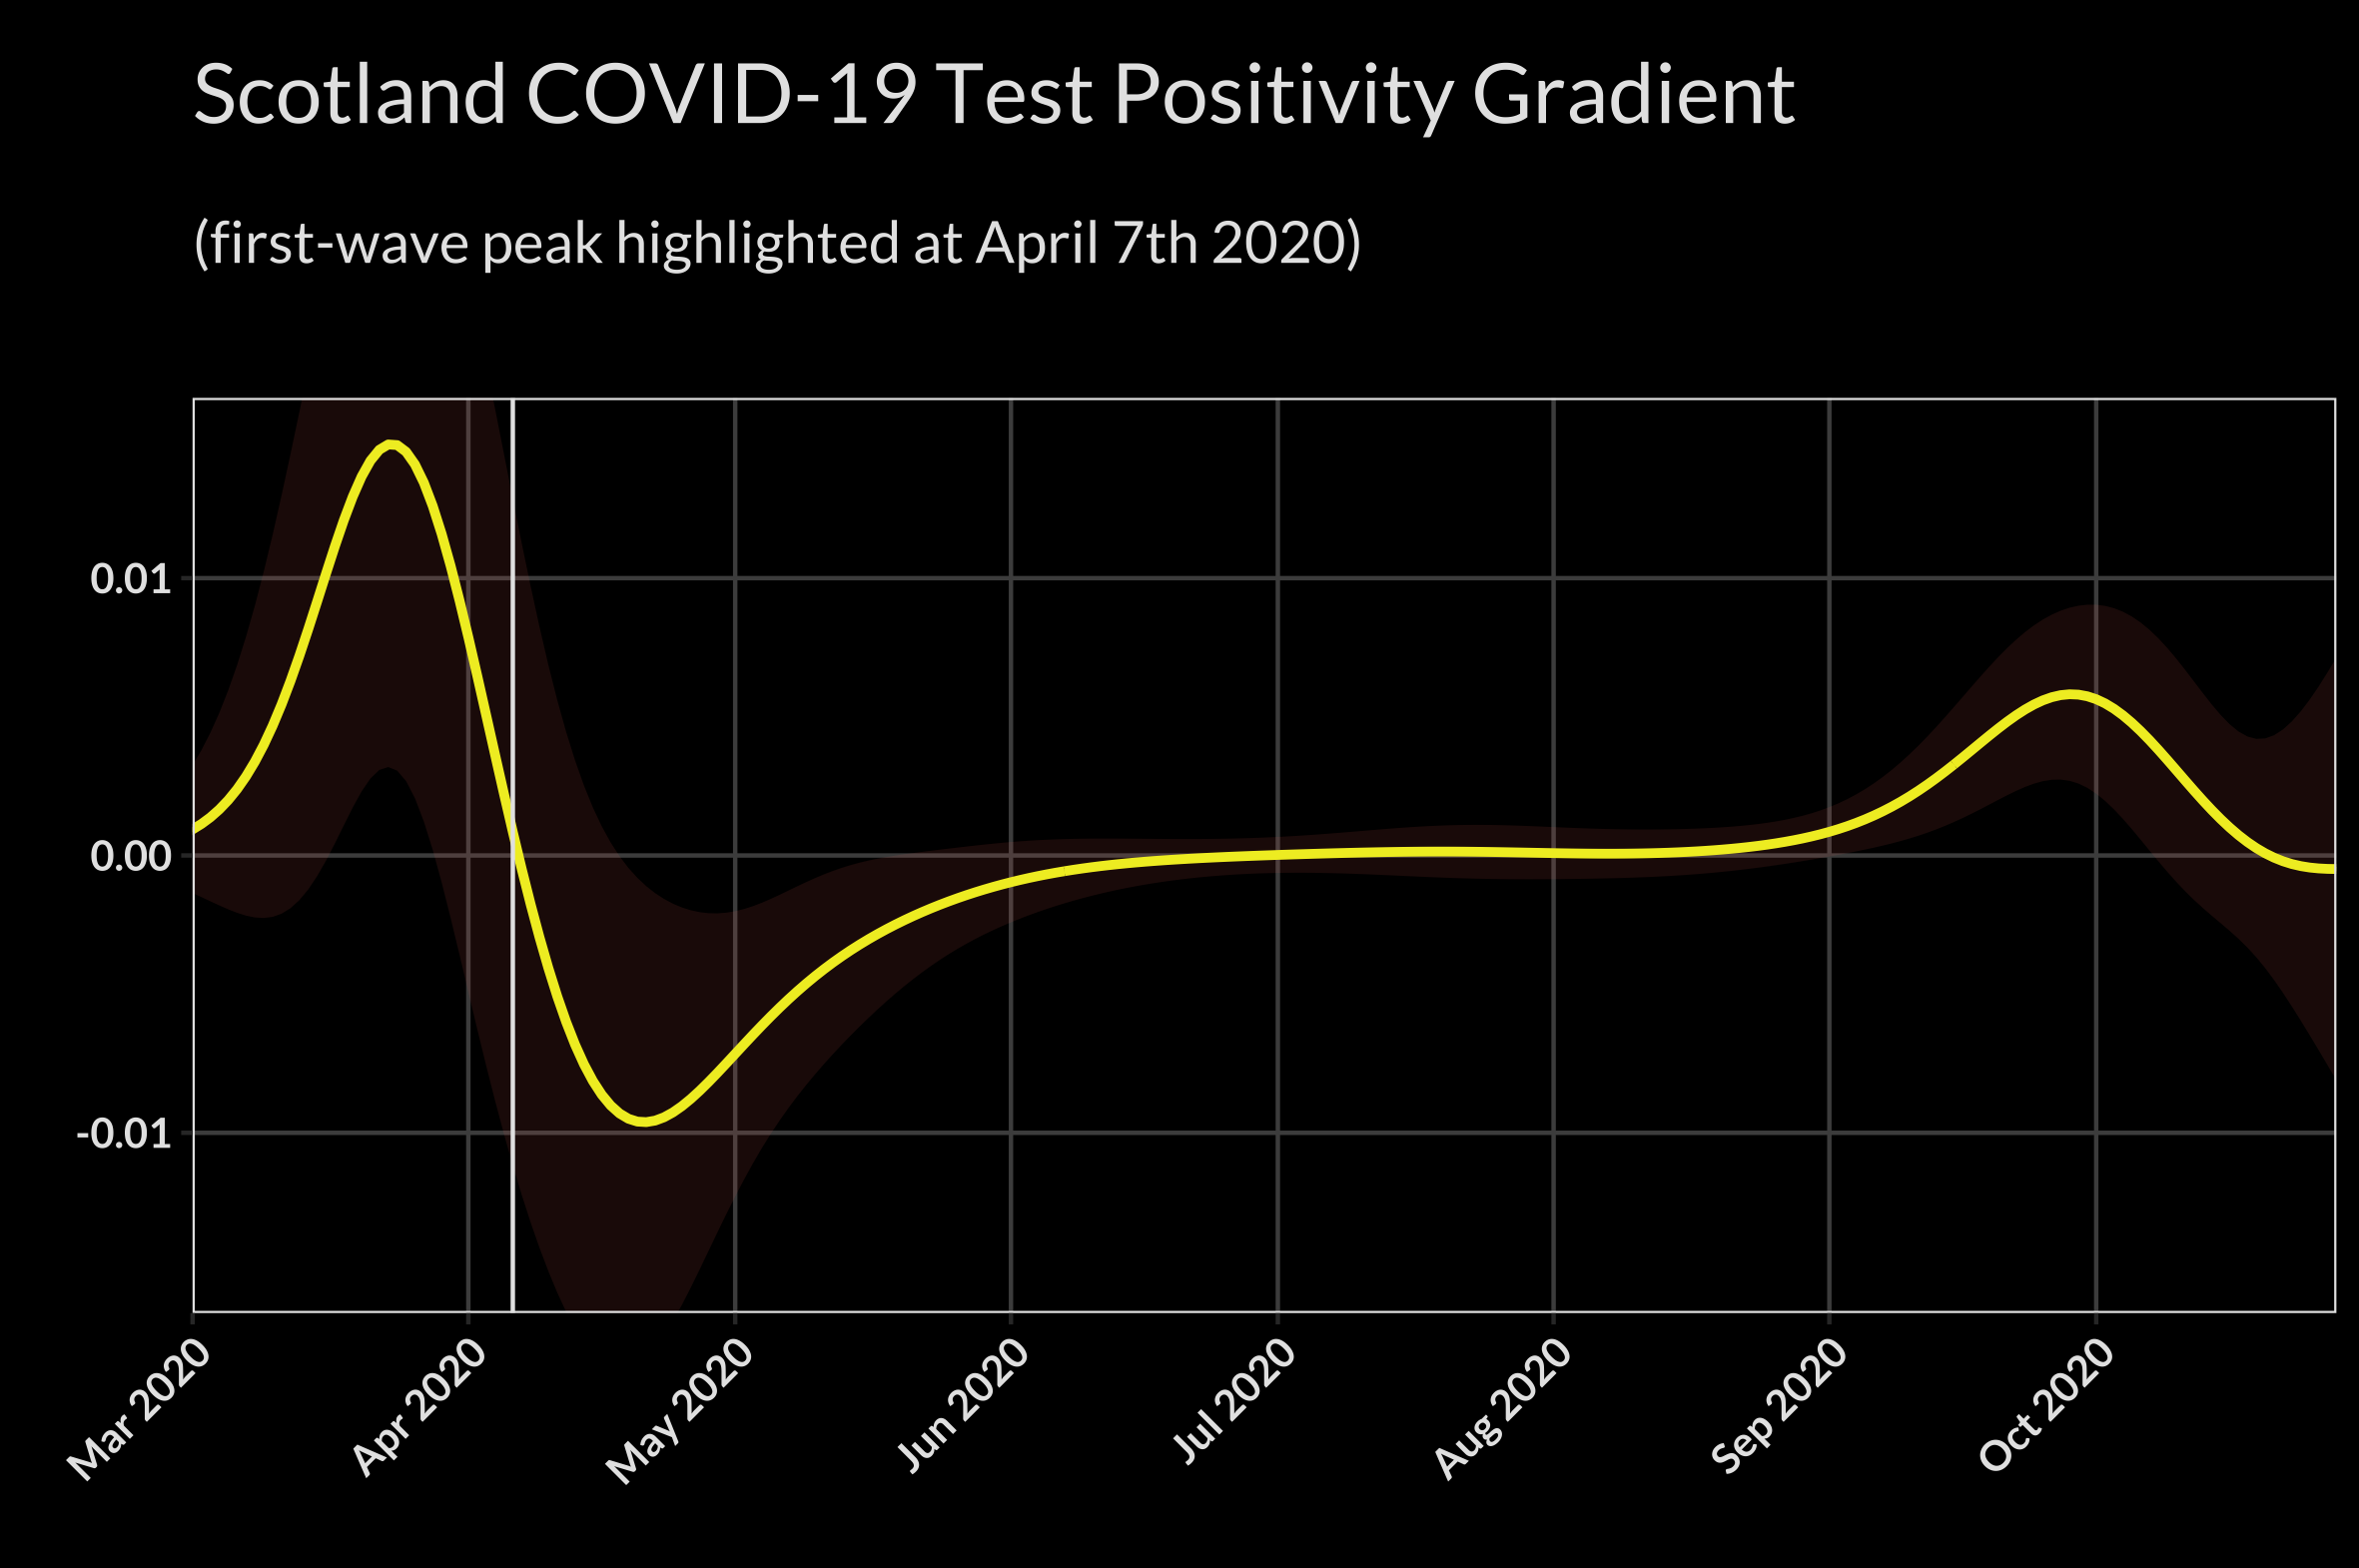 Scotland COVID-19 Test Positivity Gradient
(first-wave peak highlighted at April 7th 2020)
0.01
0.00
-0.01
Mar 2020
Apr 2020
May 2020
Jun 2020
Jul 2020
Aug 2020
Sep 2020
Oct 2020